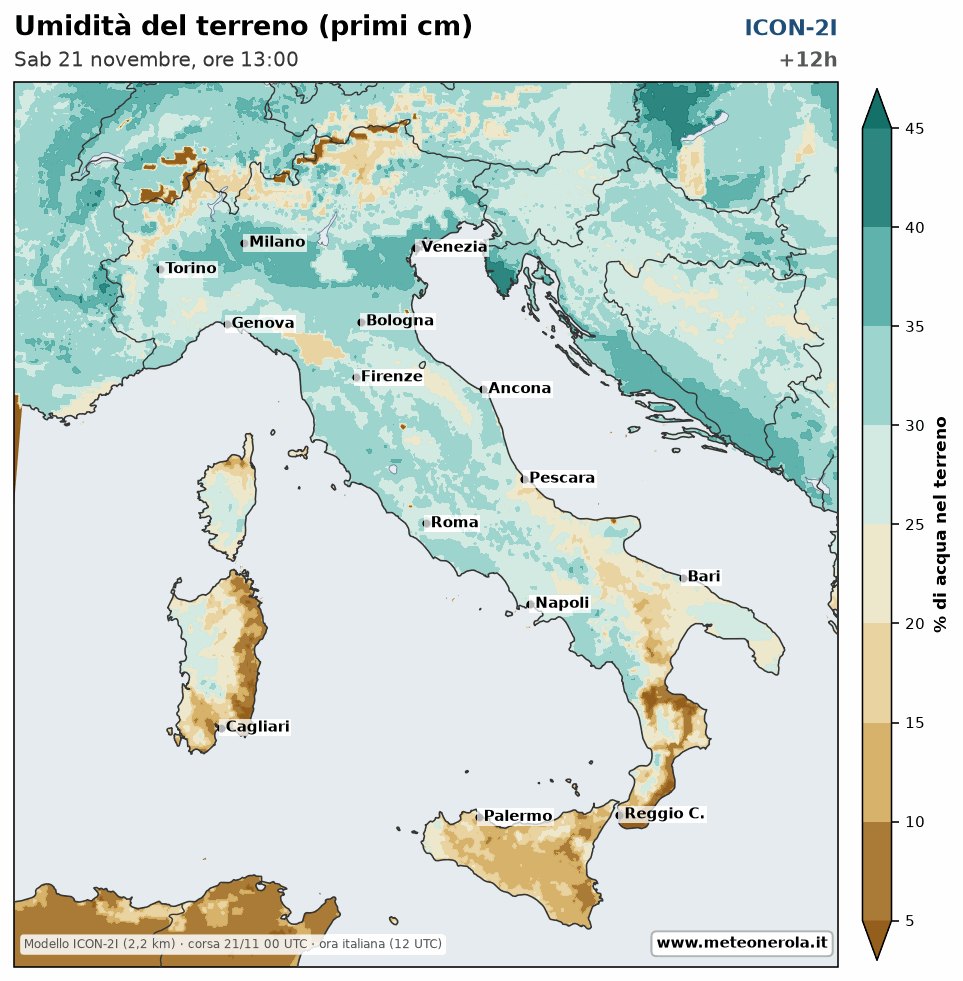 Umidità del terreno (primi cm)
ICON-2I
Sab 21 novembre, ore 13:00
+12h
Milano
Venezia
Torino
Genova
Bologna
Firenze
Ancona
Pescara
Roma
Bari
Napoli
Cagliari
Palermo
Reggio C.
45
40
35
30
25
20
15
10
5
% di acqua nel terreno
Modello ICON-2I (2,2 km) · corsa 21/11 00 UTC · ora italiana (12 UTC)
www.meteonerola.it